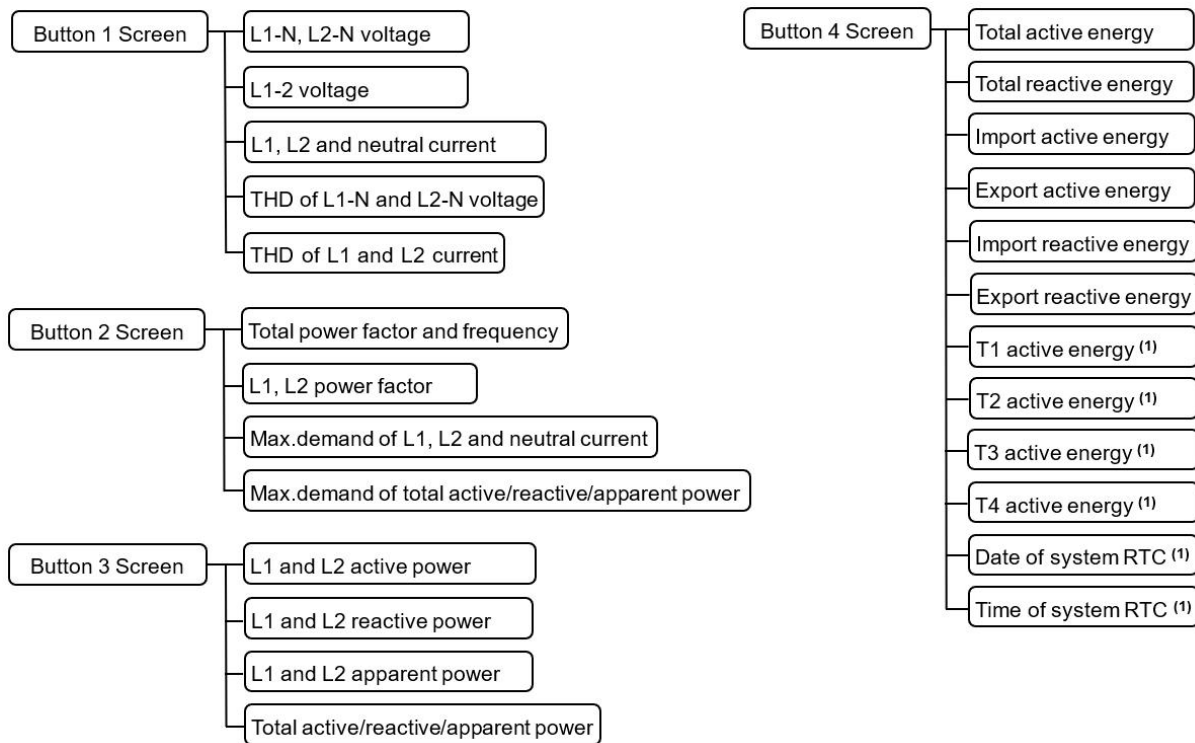 Button 1 Screen
L1-N, L2-N voltage
L1-2 voltage
L1, L2 and neutral current
THD of L1-N and L2-N voltage
THD of L1 and L2 current
Button 2 Screen
Total power factor and frequency
L1, L2 power factor
Max.demand of L1, L2 and neutral current
Max.demand of total active/reactive/apparent power
Button 3 Screen
L1 and L2 active power
L1 and L2 reactive power
L1 and L2 apparent power
Total active/reactive/apparent power
Button 4 Screen
Total active energy
Total reactive energy
Import active energy
Export active energy
Import reactive energy
Export reactive energy
T1 active energy (1)
T2 active energy (1)
T3 active energy (1)
T4 active energy (1)
Date of system RTC (1)
Time of system RTC (1)